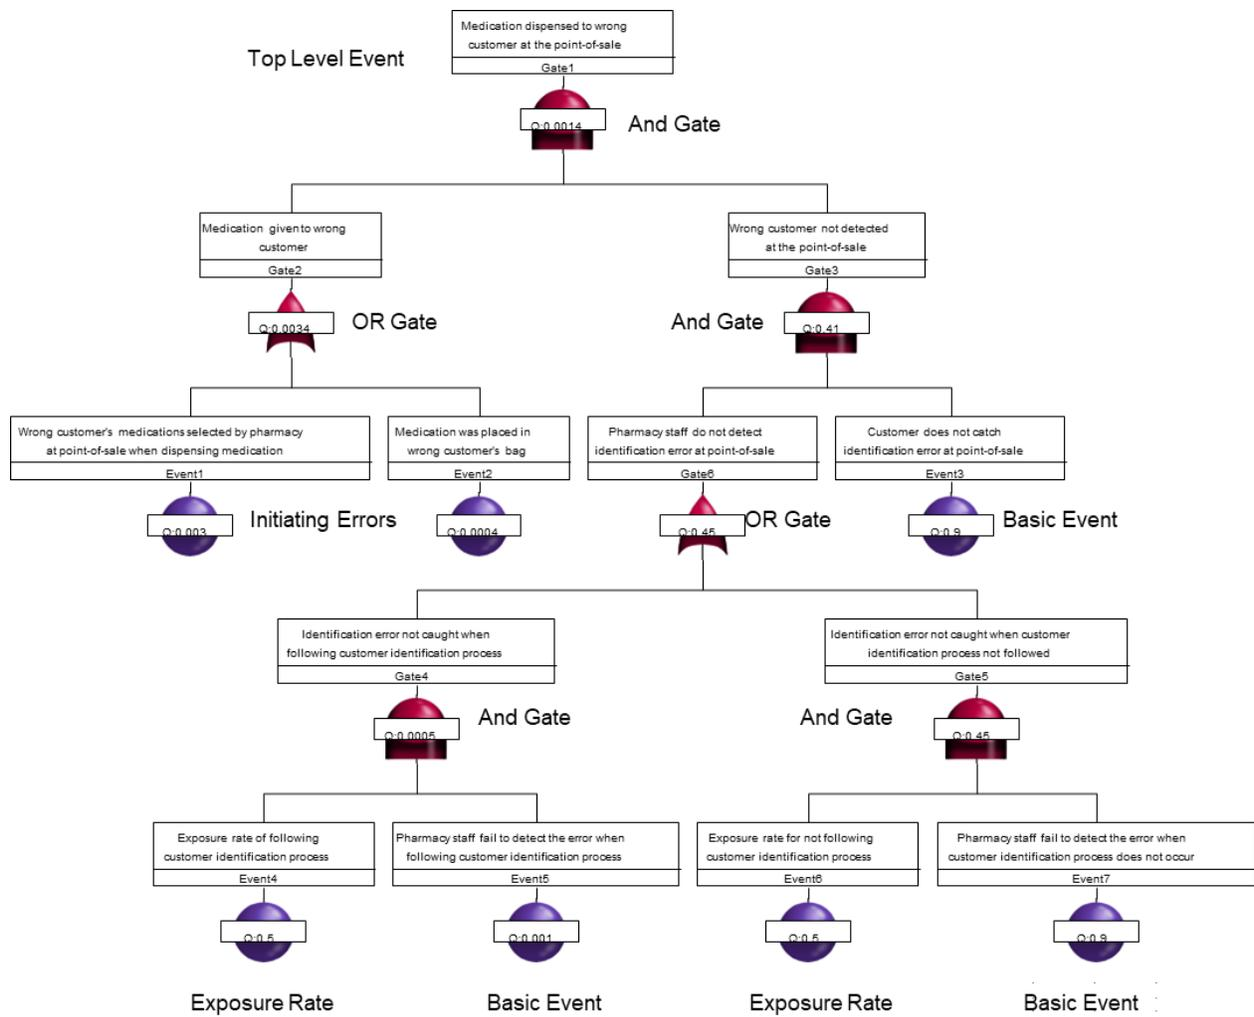 Medication dispensed to wrong
customer at the point-of-sale
Gate1
Top Level Event
Q:0.0014
And Gate
Medication given to wrong
customer
Gate2
Wrong customer not detected
at the point-of-sale
Gate3
Q:0.0034
OR Gate
And Gate
Q:0.41
Wrong customer's medications selected by pharmacy
at point-of-sale when dispensing medication
Event1
Medication was placed in
wrong customer's bag
Event2
Pharmacy staff do not detect
identification error at point-of-sale
Gate6
Customer does not catch
identification error at point-of-sale
Event3
Q:0.003
Initiating Errors
Q:0.0004
Q:0.45
OR Gate
Q:0.9
Basic Event
Identification error not caught when
following customer identification process
Gate4
Identification error not caught when customer
identification process not followed
Gate5
Q:0.0005
And Gate
And Gate
Q:0.45
Exposure rate of following
customer identification process
Event4
Pharmacy staff fail to detect the error when
following customer identification process
Event5
Exposure rate for not following
customer identification process
Event6
Pharmacy staff fail to detect the error when
customer identification process does not occur
Event7
Q:0.5
Q:0.001
Q:0.5
Q:0.9
Exposure Rate
Basic Event
Exposure Rate
Basic Event